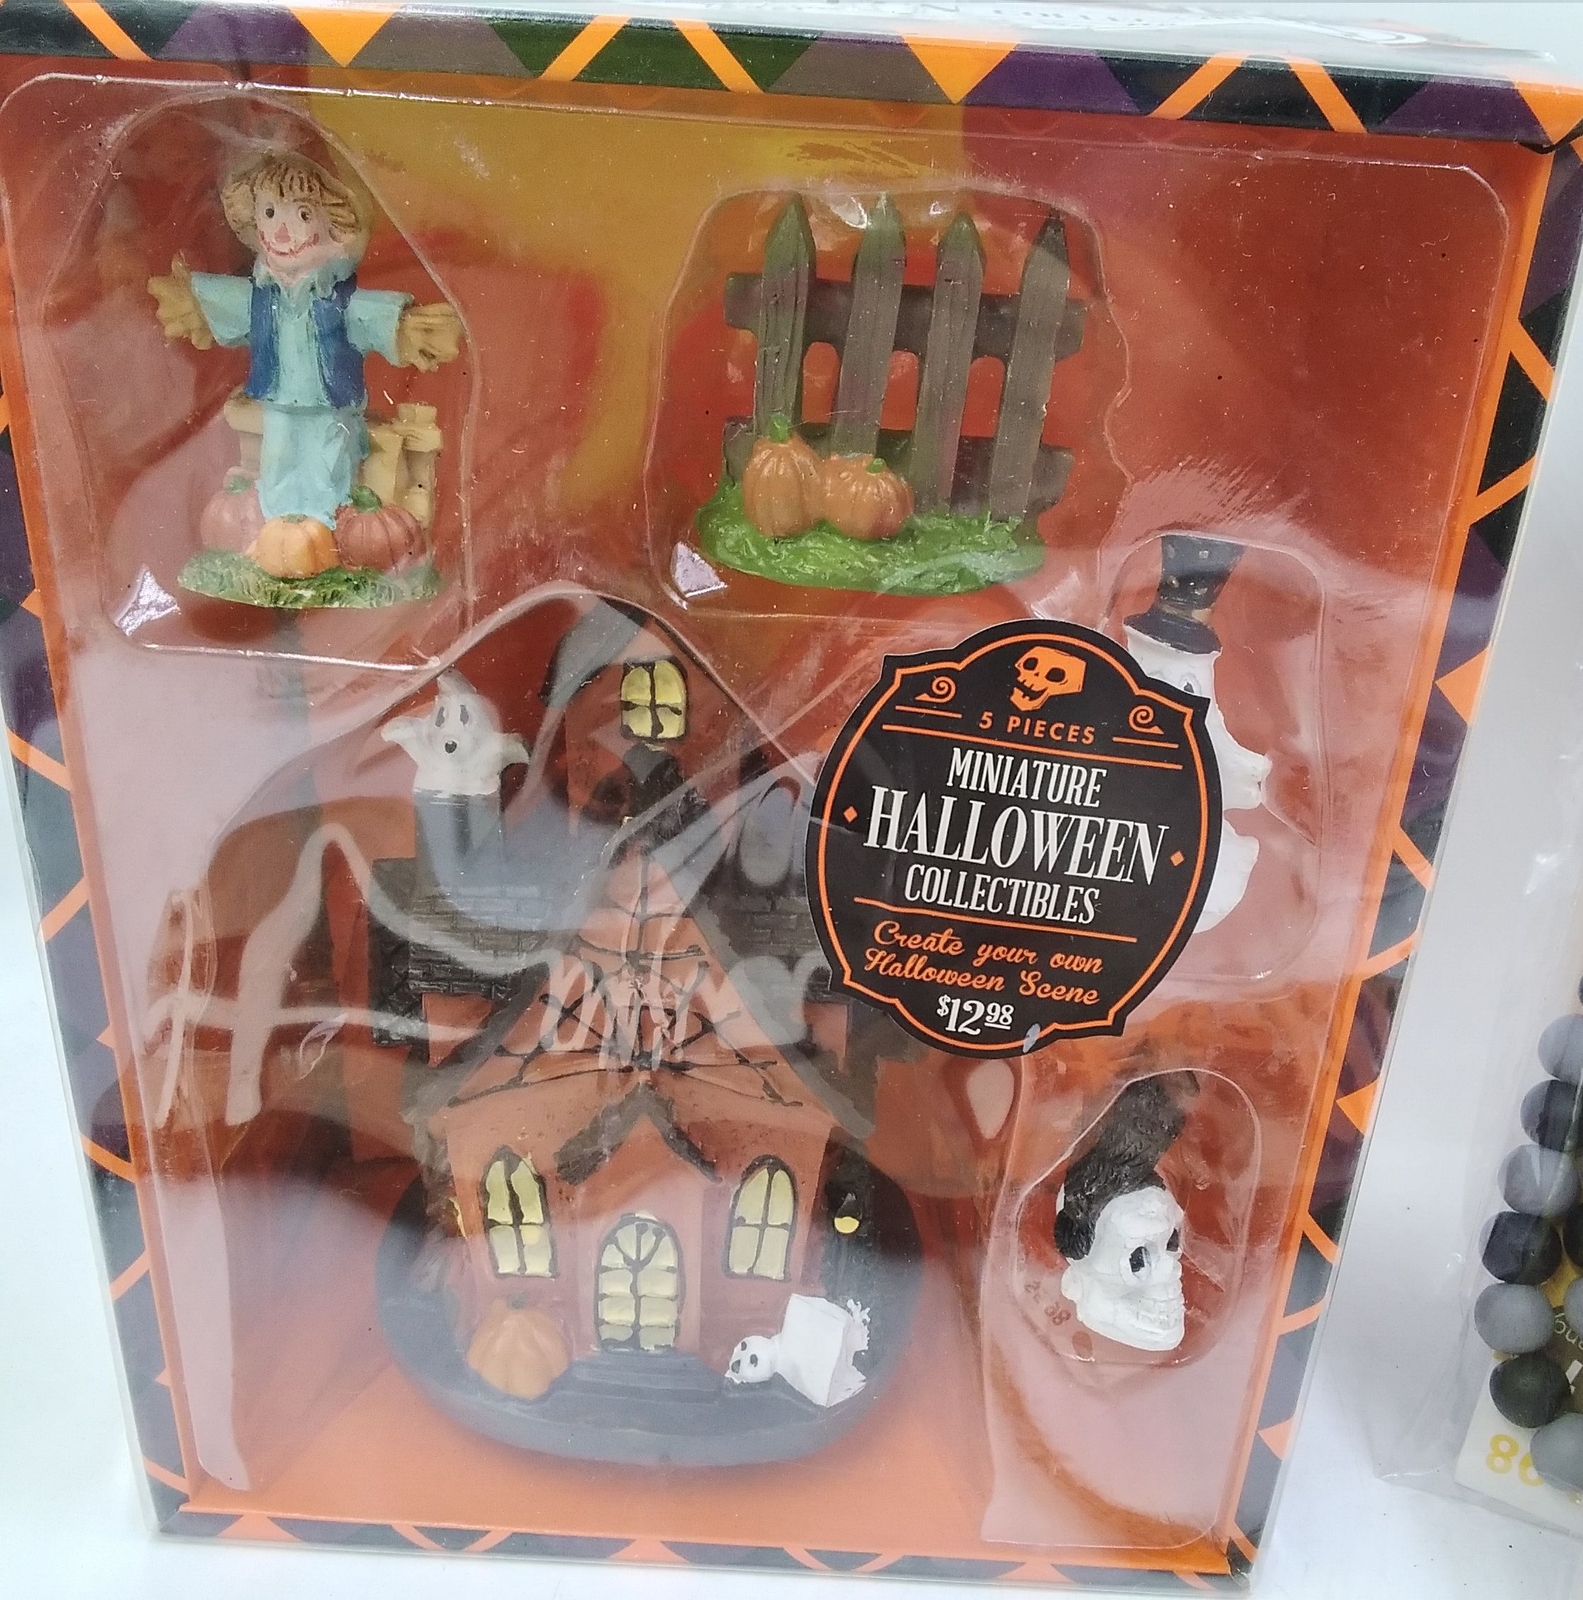 5 PIECES
MINIATURE
HALLOWEEN
COLLECTIBLES
Create your own
Halloween Scene
$12 98